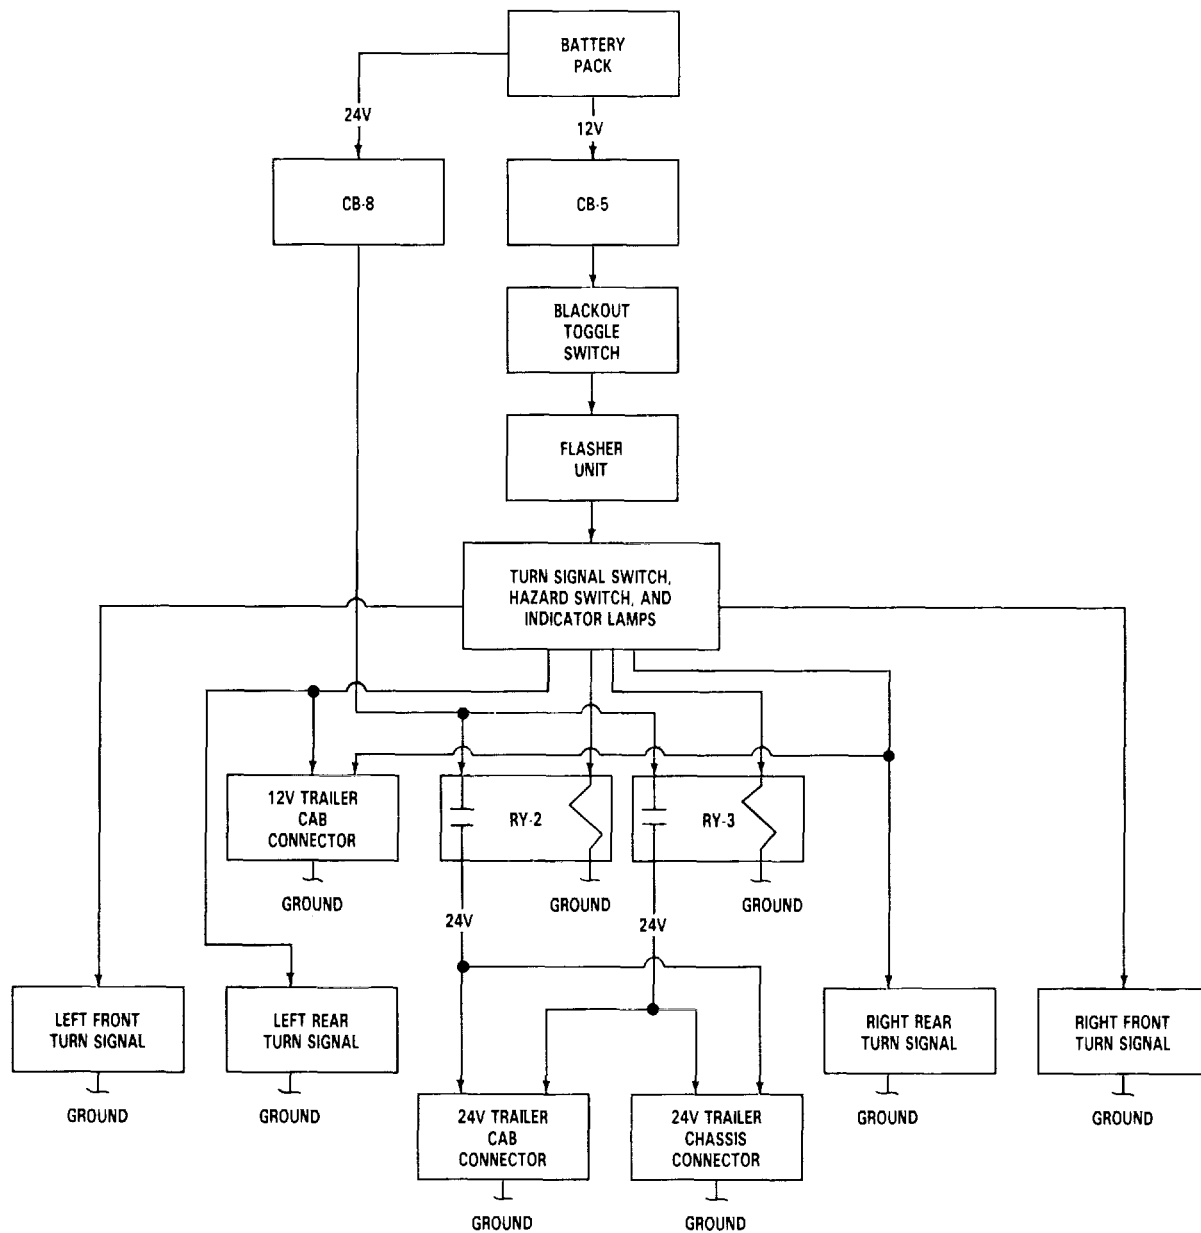 BATTERY
PACK
24V
12V
CB-8
CB-5
BLACKOUT
TOGGLE
SWITCH
FLASHER
UNIT
TURN SIGNAL SWITCH,
HAZARD SWITCH, AND
INDICATOR LAMPS
12V TRAILER
CAB
CONNECTOR
RY-2
RY-3
GROUND
GROUND
GROUND
24V
24V
LEFT FRONT
TURN SIGNAL
LEFT REAR
TURN SIGNAL
RIGHT REAR
TURN SIGNAL
RIGHT FRONT
TURN SIGNAL
GROUND
GROUND
GROUND
GROUND
24V TRAILER
CAB
CONNECTOR
24V TRAILER
CHASSIS
CONNECTOR
GROUND
GROUND